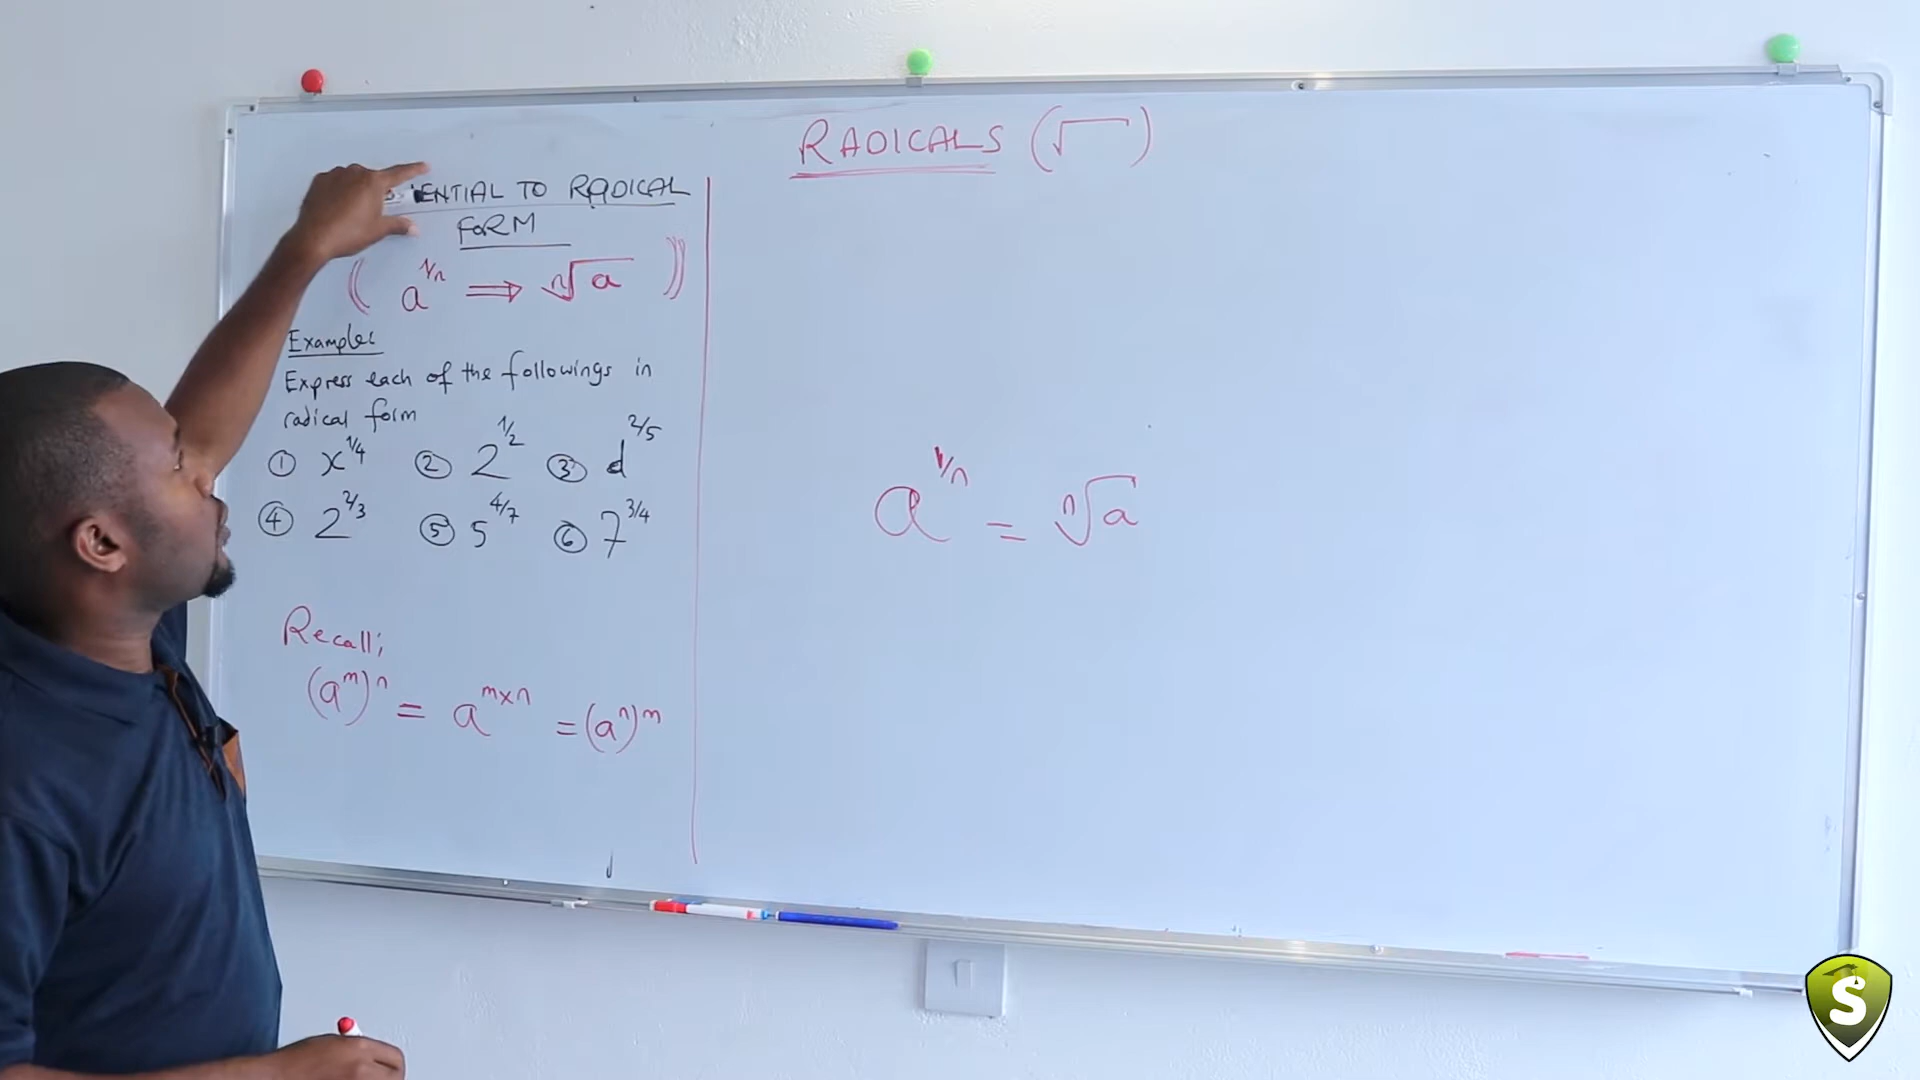 RADICALS (√ )
ENTIAL TO RADICAL
FORM
(( a^1/n ⟹ ⁿ√a ))
Examples
Express each of the followings in
radical form
① x^1/4 ② 2^1/2 ③ d^2/5
④ 2^2/3 ⑤ 5^4/7 ⑥ 7^3/4
Recall;
(a^m)^n = a^m×n = (a^n)^m
a^1/n = ⁿ√a
S